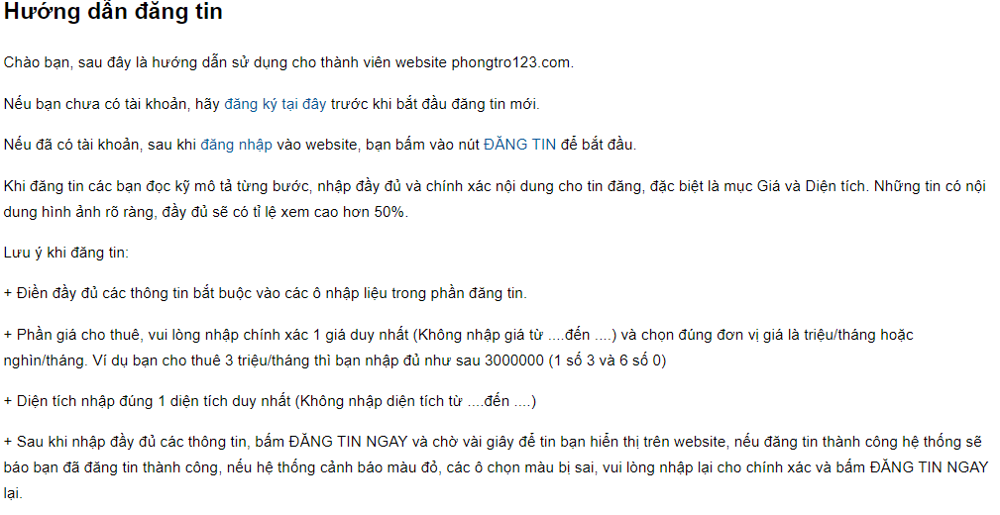 Hướng dẫn đăng tin
Chào bạn, sau đây là hướng dẫn sử dụng cho thành viên website phongtro123.com.
Nếu bạn chưa có tài khoản, hãy đăng ký tại đây trước khi bắt đầu đăng tin mới.
Nếu đã có tài khoản, sau khi đăng nhập vào website, bạn bấm vào nút ĐĂNG TIN để bắt đầu.
Khi đăng tin các bạn đọc kỹ mô tả từng bước, nhập đầy đủ và chính xác nội dung cho tin đăng, đặc biệt là mục Giá và Diện tích. Những tin có nội
dung hình ảnh rõ ràng, đầy đủ sẽ có tỉ lệ xem cao hơn 50%.
Lưu ý khi đăng tin:
+ Điền đầy đủ các thông tin bắt buộc vào các ô nhập liệu trong phần đăng tin.
+ Phần giá cho thuê, vui lòng nhập chính xác 1 giá duy nhất (Không nhập giá từ ....đến ....) và chọn đúng đơn vị giá là triệu/tháng hoặc
nghìn/tháng. Ví dụ bạn cho thuê 3 triệu/tháng thì bạn nhập đủ như sau 3000000 (1 số 3 và 6 số 0)
+ Diện tích nhập đúng 1 diện tích duy nhất (Không nhập diện tích từ ....đến ....)
+ Sau khi nhập đầy đủ các thông tin, bấm ĐĂNG TIN NGAY và chờ vài giây để tin bạn hiển thị trên website, nếu đăng tin thành công hệ thống sẽ
báo bạn đã đăng tin thành công, nếu hệ thống cảnh báo màu đỏ, các ô chọn màu bị sai, vui lòng nhập lại cho chính xác và bấm ĐĂNG TIN NGAY
lại.